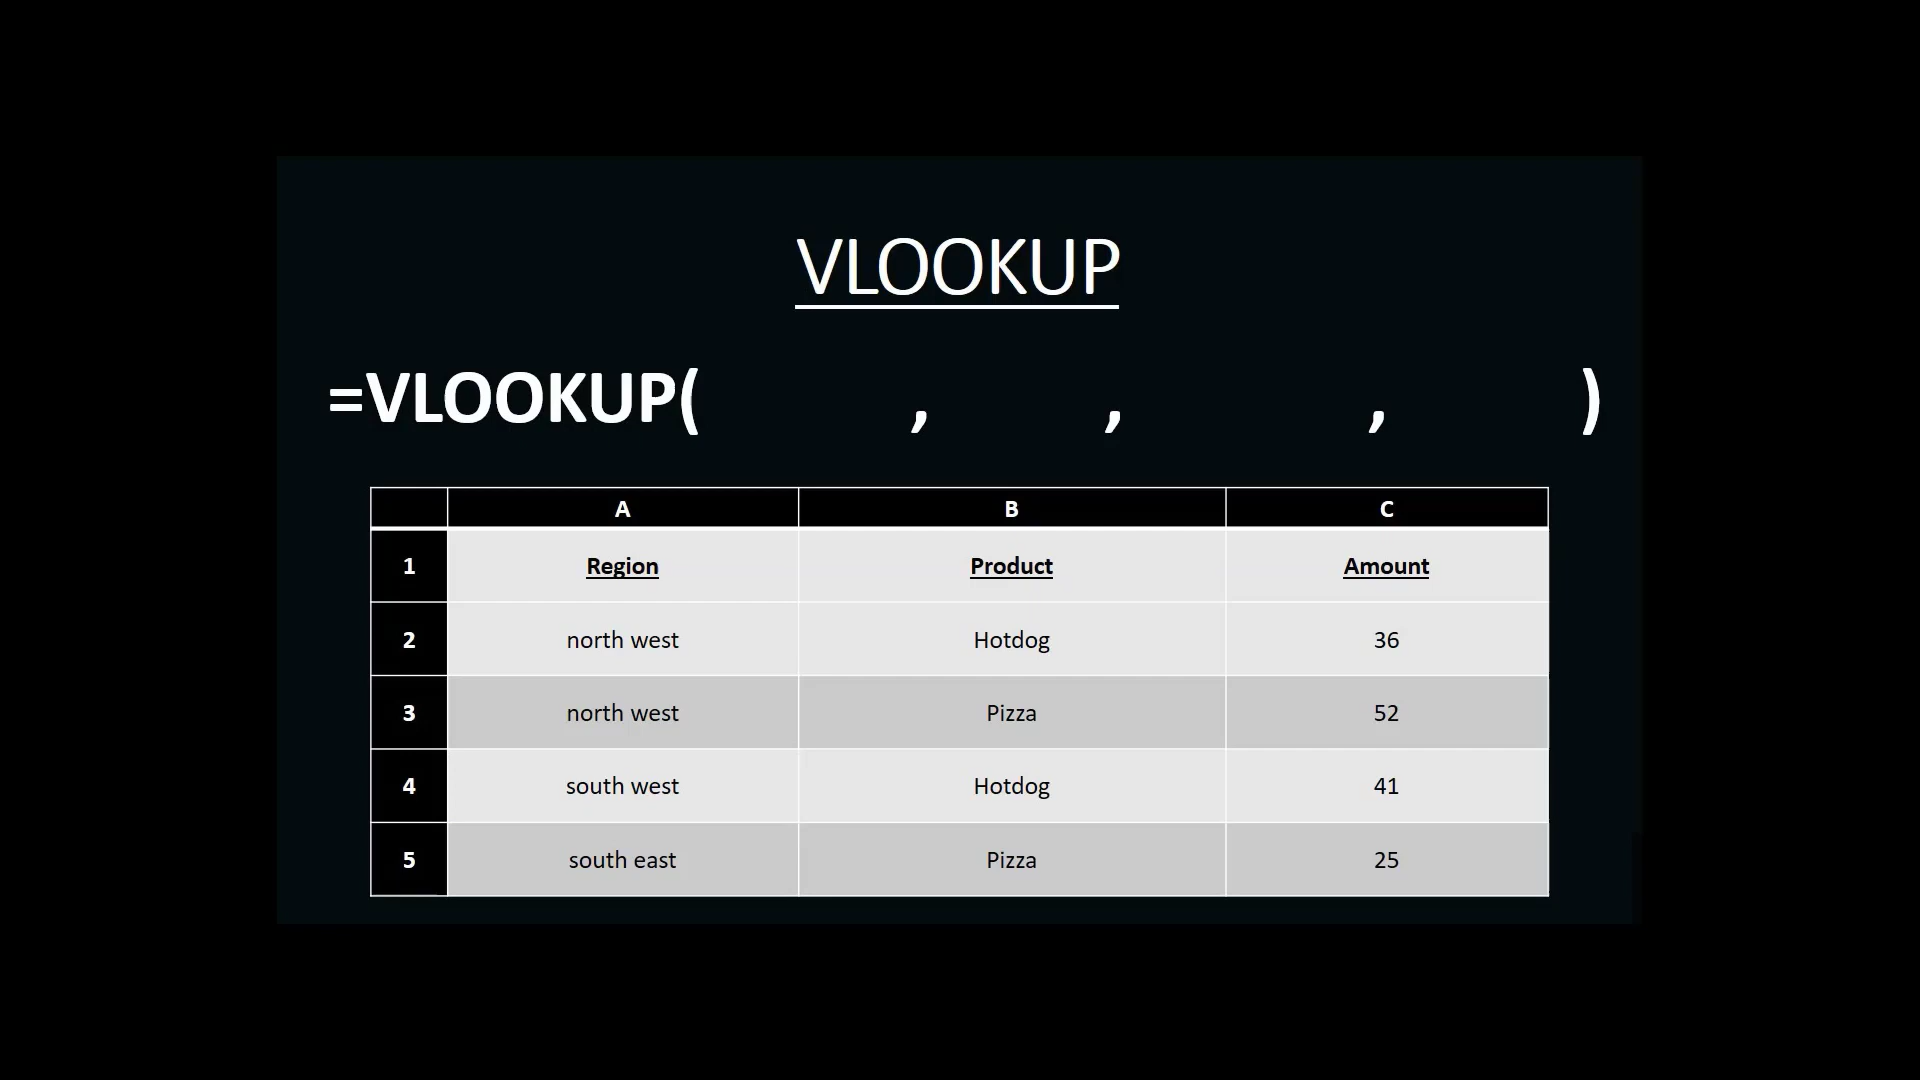 VLOOKUP
=VLOOKUP( , , , )
A B C
1 Region Product Amount
2 north west Hotdog 36
3 north west Pizza 52
4 south west Hotdog 41
5 south east Pizza 25